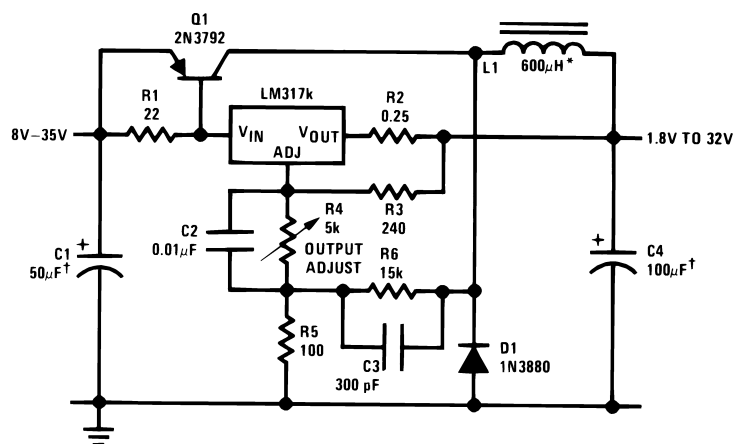 Q1
2N3792
L1
600μH*
R1
22
LM317k
R2
0.25
8V–35V
VIN
VOUT
ADJ
1.8V TO 32V
R3
240
R4
5k
OUTPUT
ADJUST
C2
0.01μF
C1
+
50μF†
R6
15k
+
C4
100μF†
R5
100
C3
300 pF
D1
1N3880